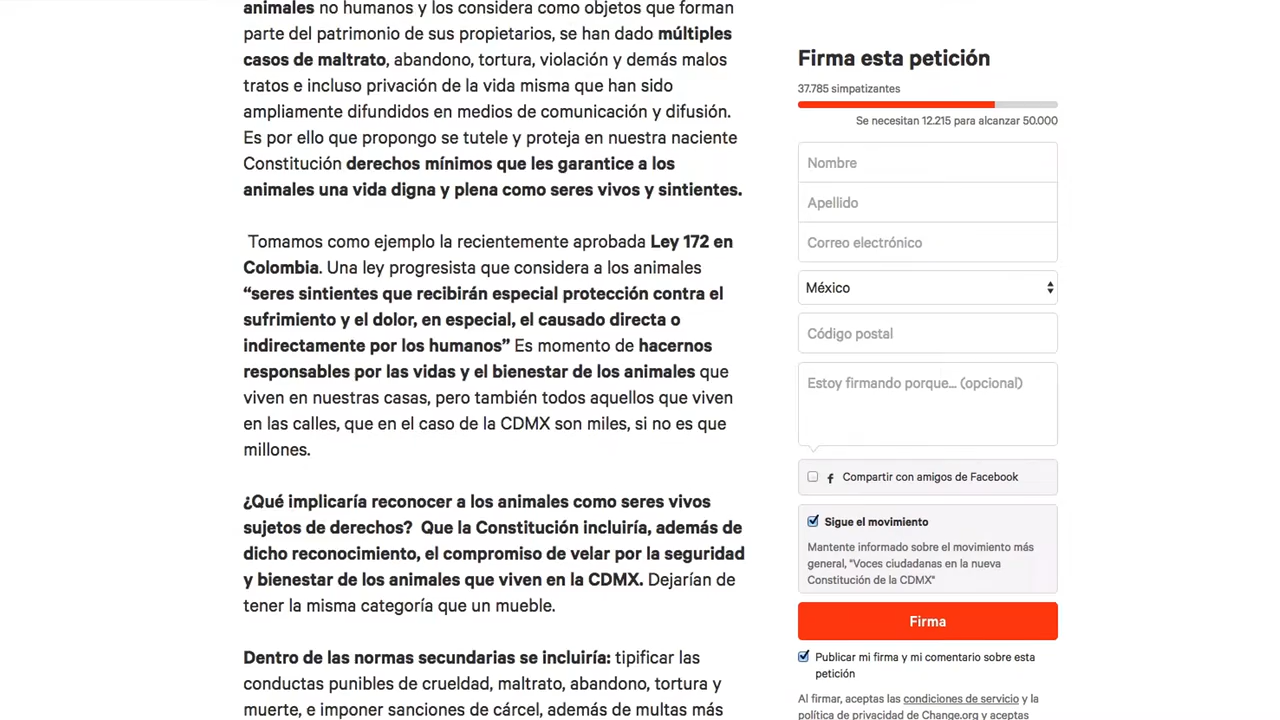 animales no humanos y los considera como objetos que forman
parte del patrimonio de sus propietarios, se han dado múltiples
casos de maltrato, abandono, tortura, violación y demás malos
tratos e incluso privación de la vida misma que han sido
ampliamente difundidos en medios de comunicación y difusión.
Es por ello que propongo se tutele y proteja en nuestra naciente
Constitución derechos mínimos que les garantice a los
animales una vida digna y plena como seres vivos y sintientes.
Tomamos como ejemplo la recientemente aprobada Ley 172 en
Colombia. Una ley progresista que considera a los animales
“seres sintientes que recibirán especial protección contra el
sufrimiento y el dolor, en especial, el causado directa o
indirectamente por los humanos” Es momento de hacernos
responsables por las vidas y el bienestar de los animales que
viven en nuestras casas, pero también todos aquellos que viven
en las calles, que en el caso de la CDMX son miles, si no es que
millones.
¿Qué implicaría reconocer a los animales como seres vivos
sujetos de derechos? Que la Constitución incluiría, además de
dicho reconocimiento, el compromiso de velar por la seguridad
y bienestar de los animales que viven en la CDMX. Dejarían de
tener la misma categoría que un mueble.
Dentro de las normas secundarias se incluiría: tipificar las
conductas punibles de crueldad, maltrato, abandono, tortura y
muerte, e imponer sanciones de cárcel, además de multas más
Firma esta petición
37.785 simpatizantes
Se necesitan 12.215 para alcanzar 50.000
Nombre
Apellido
Correo electrónico
México
Código postal
Estoy firmando porque... (opcional)
Compartir con amigos de Facebook
Sigue el movimiento
Mantente informado sobre el movimiento más
general, "Voces ciudadanas en la nueva
Constitución de la CDMX"
Firma
Publicar mi firma y mi comentario sobre esta
petición
Al firmar, aceptas las condiciones de servicio y la
política de privacidad de Change.org y aceptas